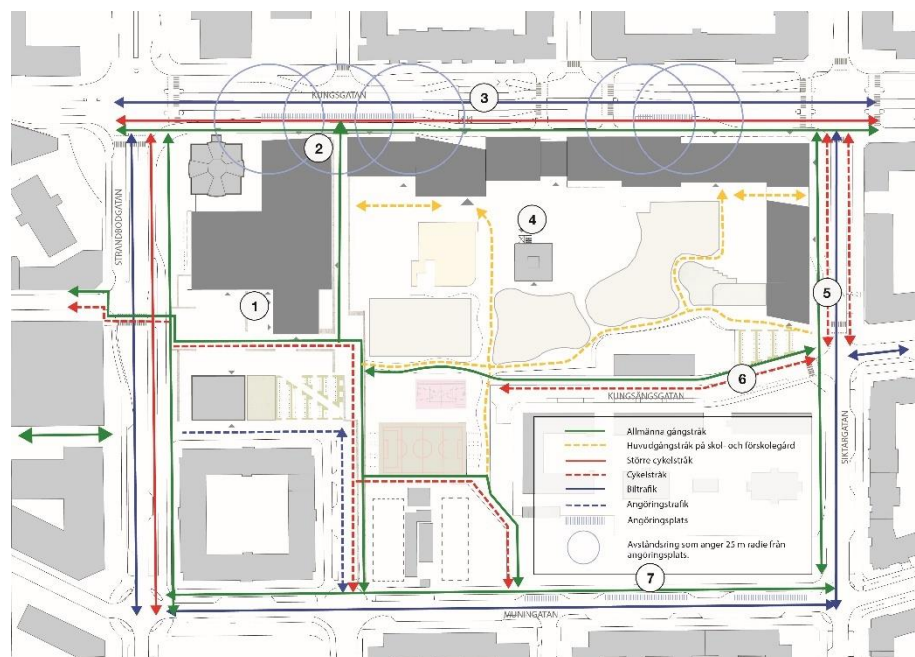 KUNGSGATAN
3
2
STRANDBODGATAN
4
1
5
6
KUNGSÄNGSGATAN
SIKTARGATAN
Allmänna gångstråk
Huvudgångstråk på skol- och förskolegård
Större cykelstråk
Cykelstråk
Biltrafik
Angöringstrafik
Angöringsplats
Avståndsring som anger 25 m radie från
angöringsplats.
7
MUNINGATAN